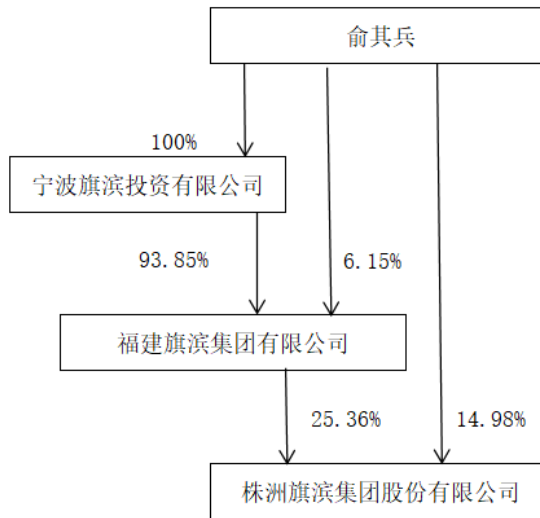 俞其兵
100%
宁波旗滨投资有限公司
93.85%
6.15%
福建旗滨集团有限公司
25.36%
14.98%
株洲旗滨集团股份有限公司